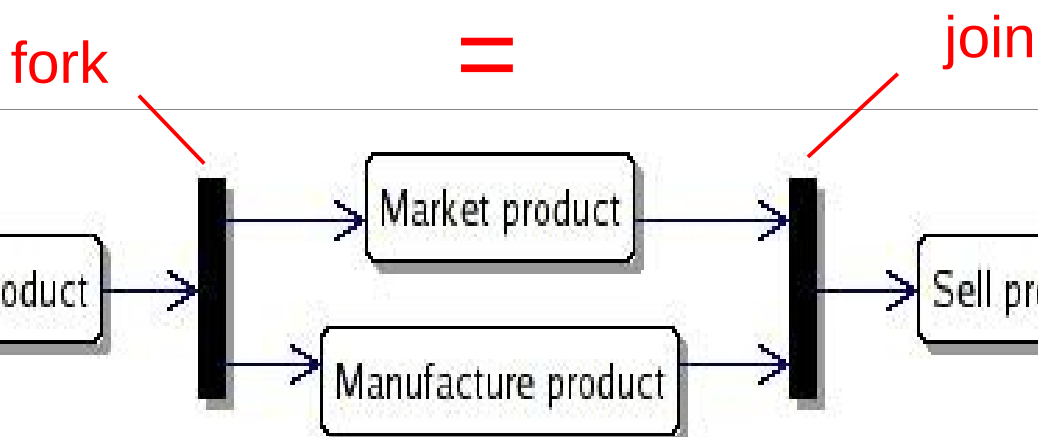 fork
=
join
Market product
oduct
Sell pr
Manufacture product